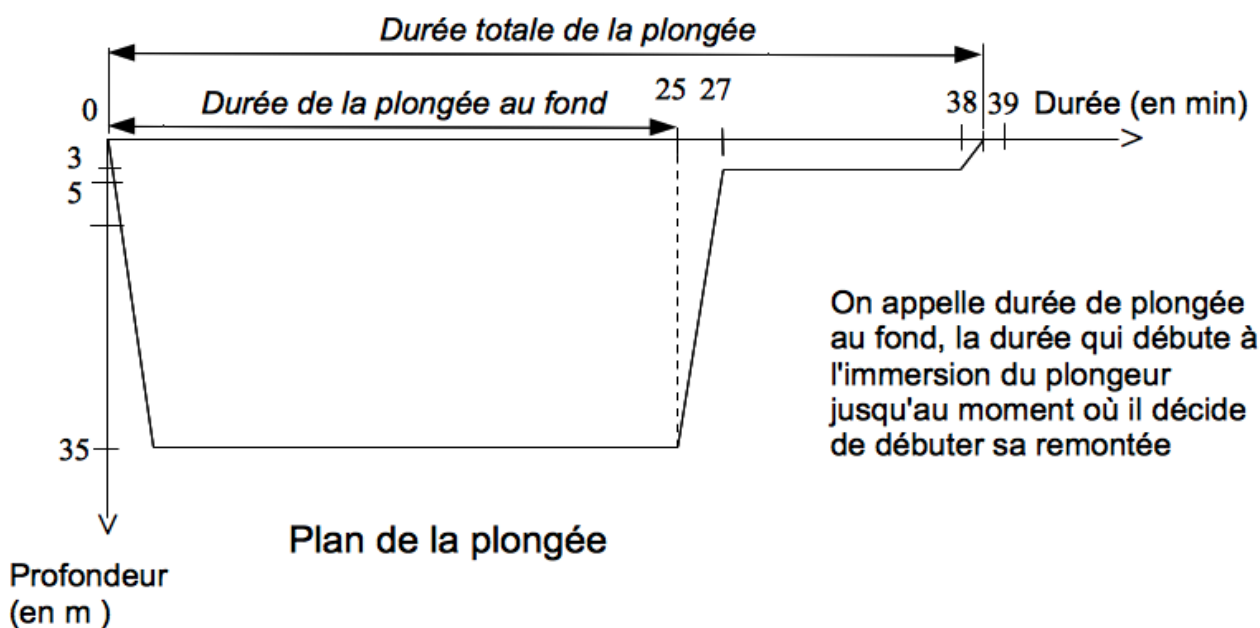 Durée totale de la plongée
0 Durée de la plongée au fond 25 27 38 39 Durée (en min)
3
5
On appelle durée de plongée
au fond, la durée qui débute à
l'immersion du plongeur
jusqu'au moment où il décide
de débuter sa remontée
35
Plan de la plongée
Profondeur
(en m )